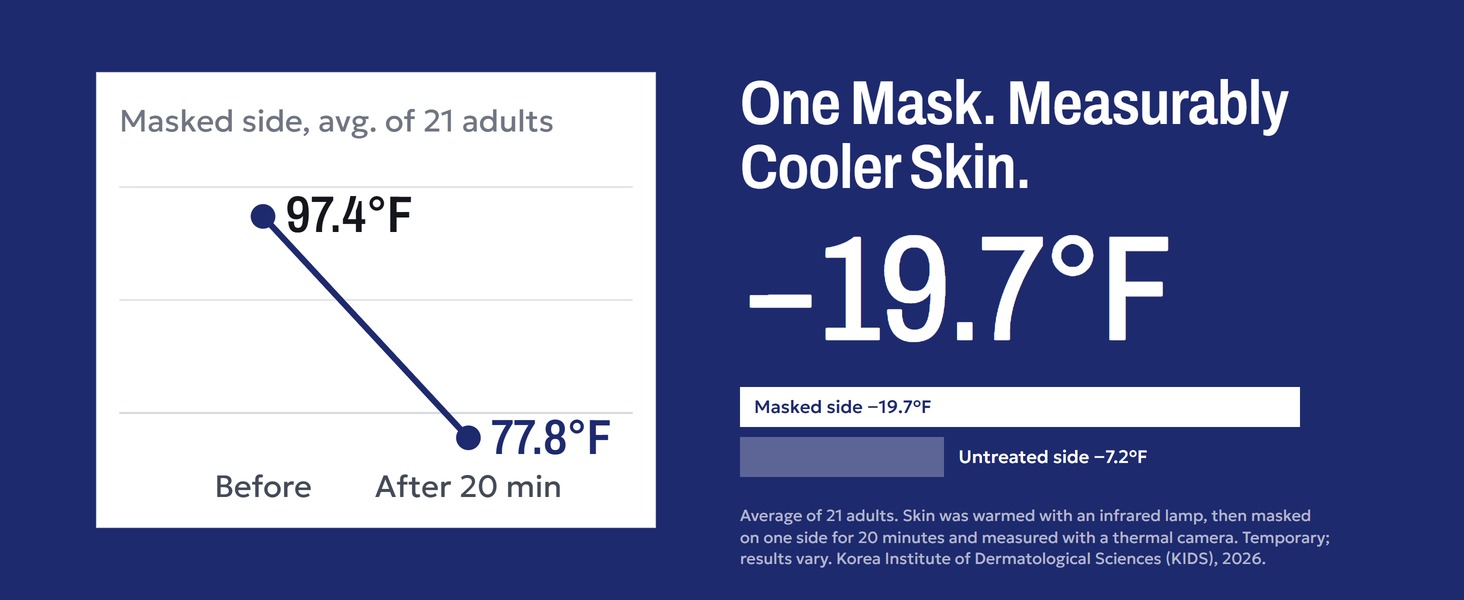 Masked side, avg. of 21 adults
97.4°F
77.8°F
Before
After 20 min
One Mask. Measurably
Cooler Skin.
–19.7°F
Masked side –19.7°F
Untreated side –7.2°F
Average of 21 adults. Skin was warmed with an infrared lamp, then masked
on one side for 20 minutes and measured with a thermal camera. Temporary;
results vary. Korea Institute of Dermatological Sciences (KIDS), 2026.